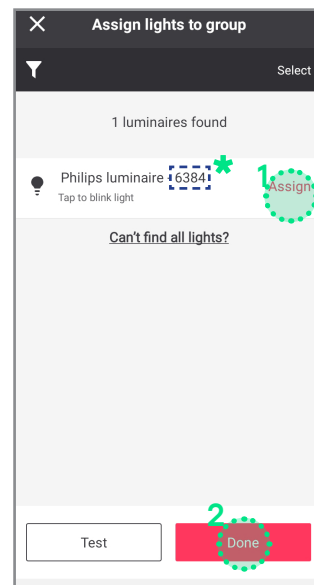 Assign lights to group
Select
1 luminaires found
Philips luminaire - 6384 *
1
Assign
Tap to blink light
Can't find all lights?
2
Test
Done